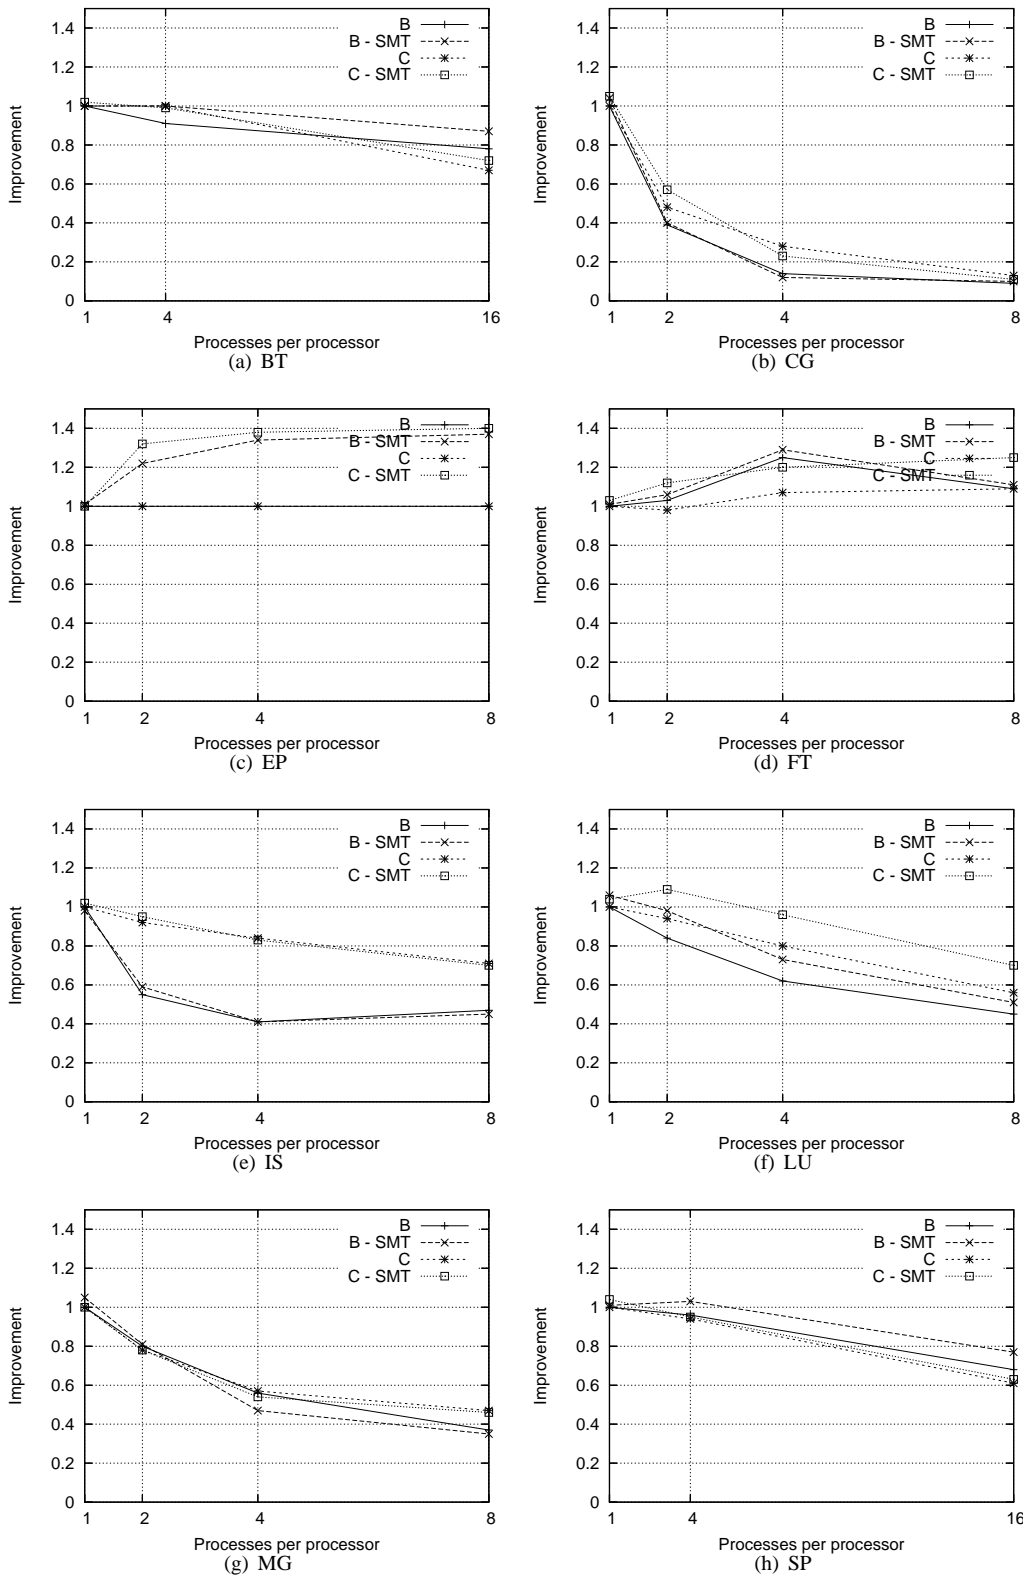 1.4
1.2
1
0.8
0.6
0.4
0.2
0
Improvement
B
B - SMT
C
C - SMT
1 4 16
Processes per processor
(a) BT
1.4
1.2
1
0.8
0.6
0.4
0.2
0
Improvement
B
B - SMT
C
C - SMT
1 2 4 8
Processes per processor
(b) CG
1.4
1.2
1
0.8
0.6
0.4
0.2
0
Improvement
B
B - SMT
C
C - SMT
1 2 4 8
Processes per processor
(c) EP
1.4
1.2
1
0.8
0.6
0.4
0.2
0
Improvement
B
B - SMT
C
C - SMT
1 2 4 8
Processes per processor
(d) FT
1.4
1.2
1
0.8
0.6
0.4
0.2
0
Improvement
B
B - SMT
C
C - SMT
1 2 4 8
Processes per processor
(e) IS
1.4
1.2
1
0.8
0.6
0.4
0.2
0
Improvement
B
B - SMT
C
C - SMT
1 2 4 8
Processes per processor
(f) LU
1.4
1.2
1
0.8
0.6
0.4
0.2
0
Improvement
B
B - SMT
C
C - SMT
1 2 4 8
Processes per processor
(g) MG
1.4
1.2
1
0.8
0.6
0.4
0.2
0
Improvement
B
B - SMT
C
C - SMT
1 4 16
Processes per processor
(h) SP